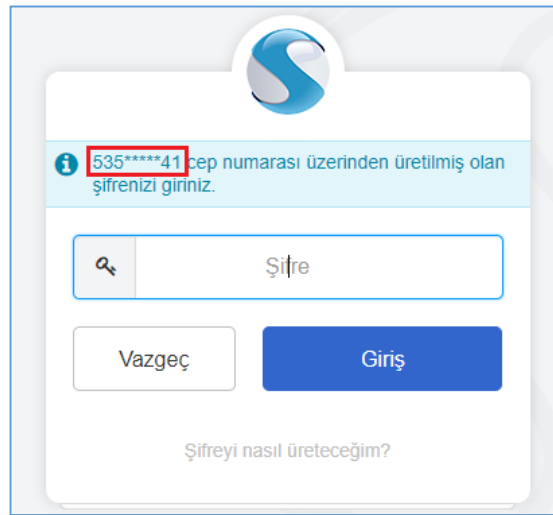 535*****41 cep numarası üzerinden üretilmiş olan
şifrenizi giriniz.
Şifre
Vazgeç
Giriş
Şifreyi nasıl üreteceğim?